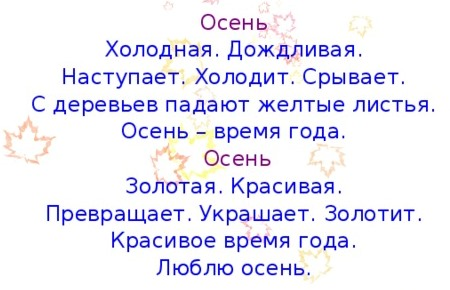 Осень
Холодная. Дождливая.
Наступает. Холодит. Срывает.
С деревьев падают желтые листья.
Осень – время года.
Осень
Золотая. Красивая.
Превращает. Украшает. Золотит.
Красивое время года.
Люблю осень.